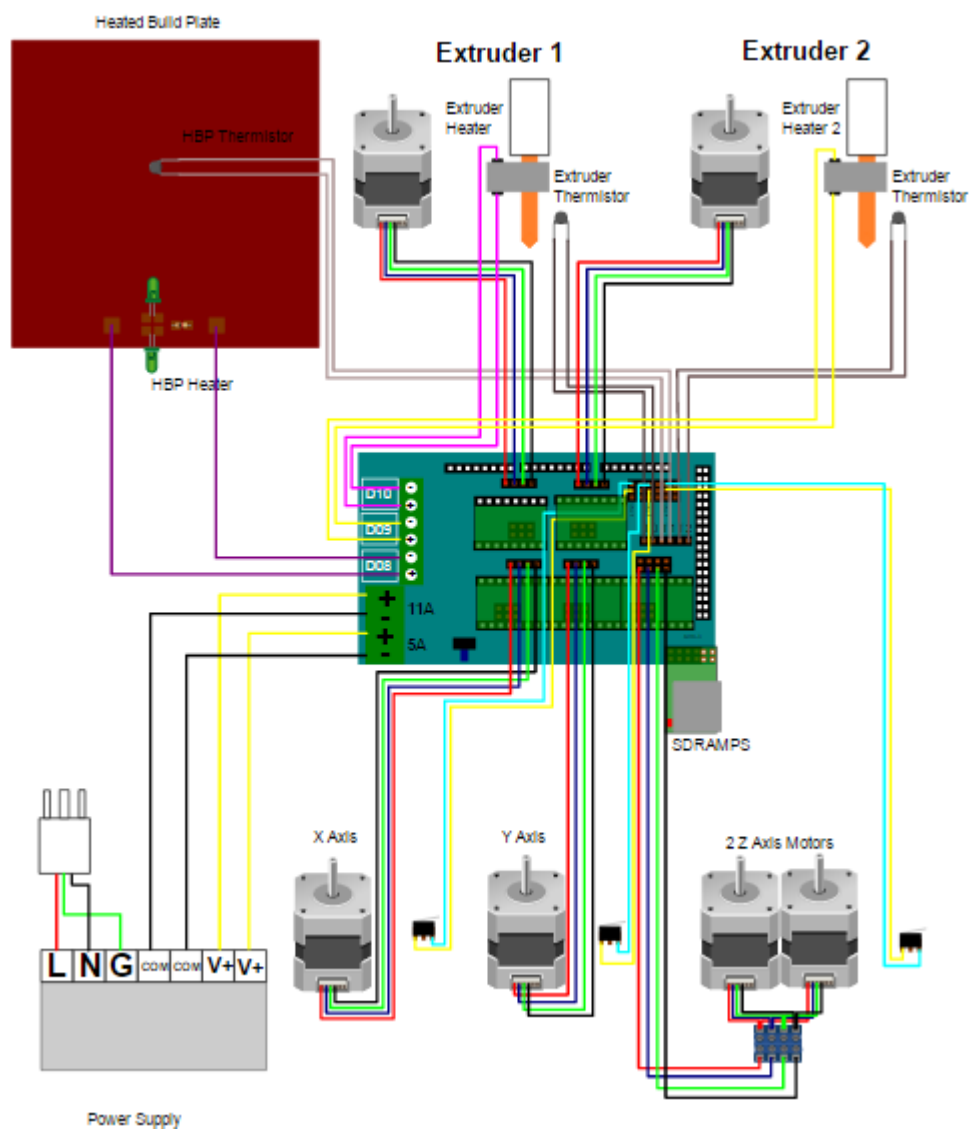 Heated Build Plate
Extruder 1
Extruder 2
Extruder
Heater
Extruder
Heater 2
HBP Thermistor
Extruder
Thermistor
Extruder
Thermistor
HBP Heater
D10
-
+
D09
-
+
D08
-
+
+
11A
-
+
5A
-
SDRAMPS
X Axis
Y Axis
2 Z Axis Motors
L N G COM COM V+ V+
Power Supply